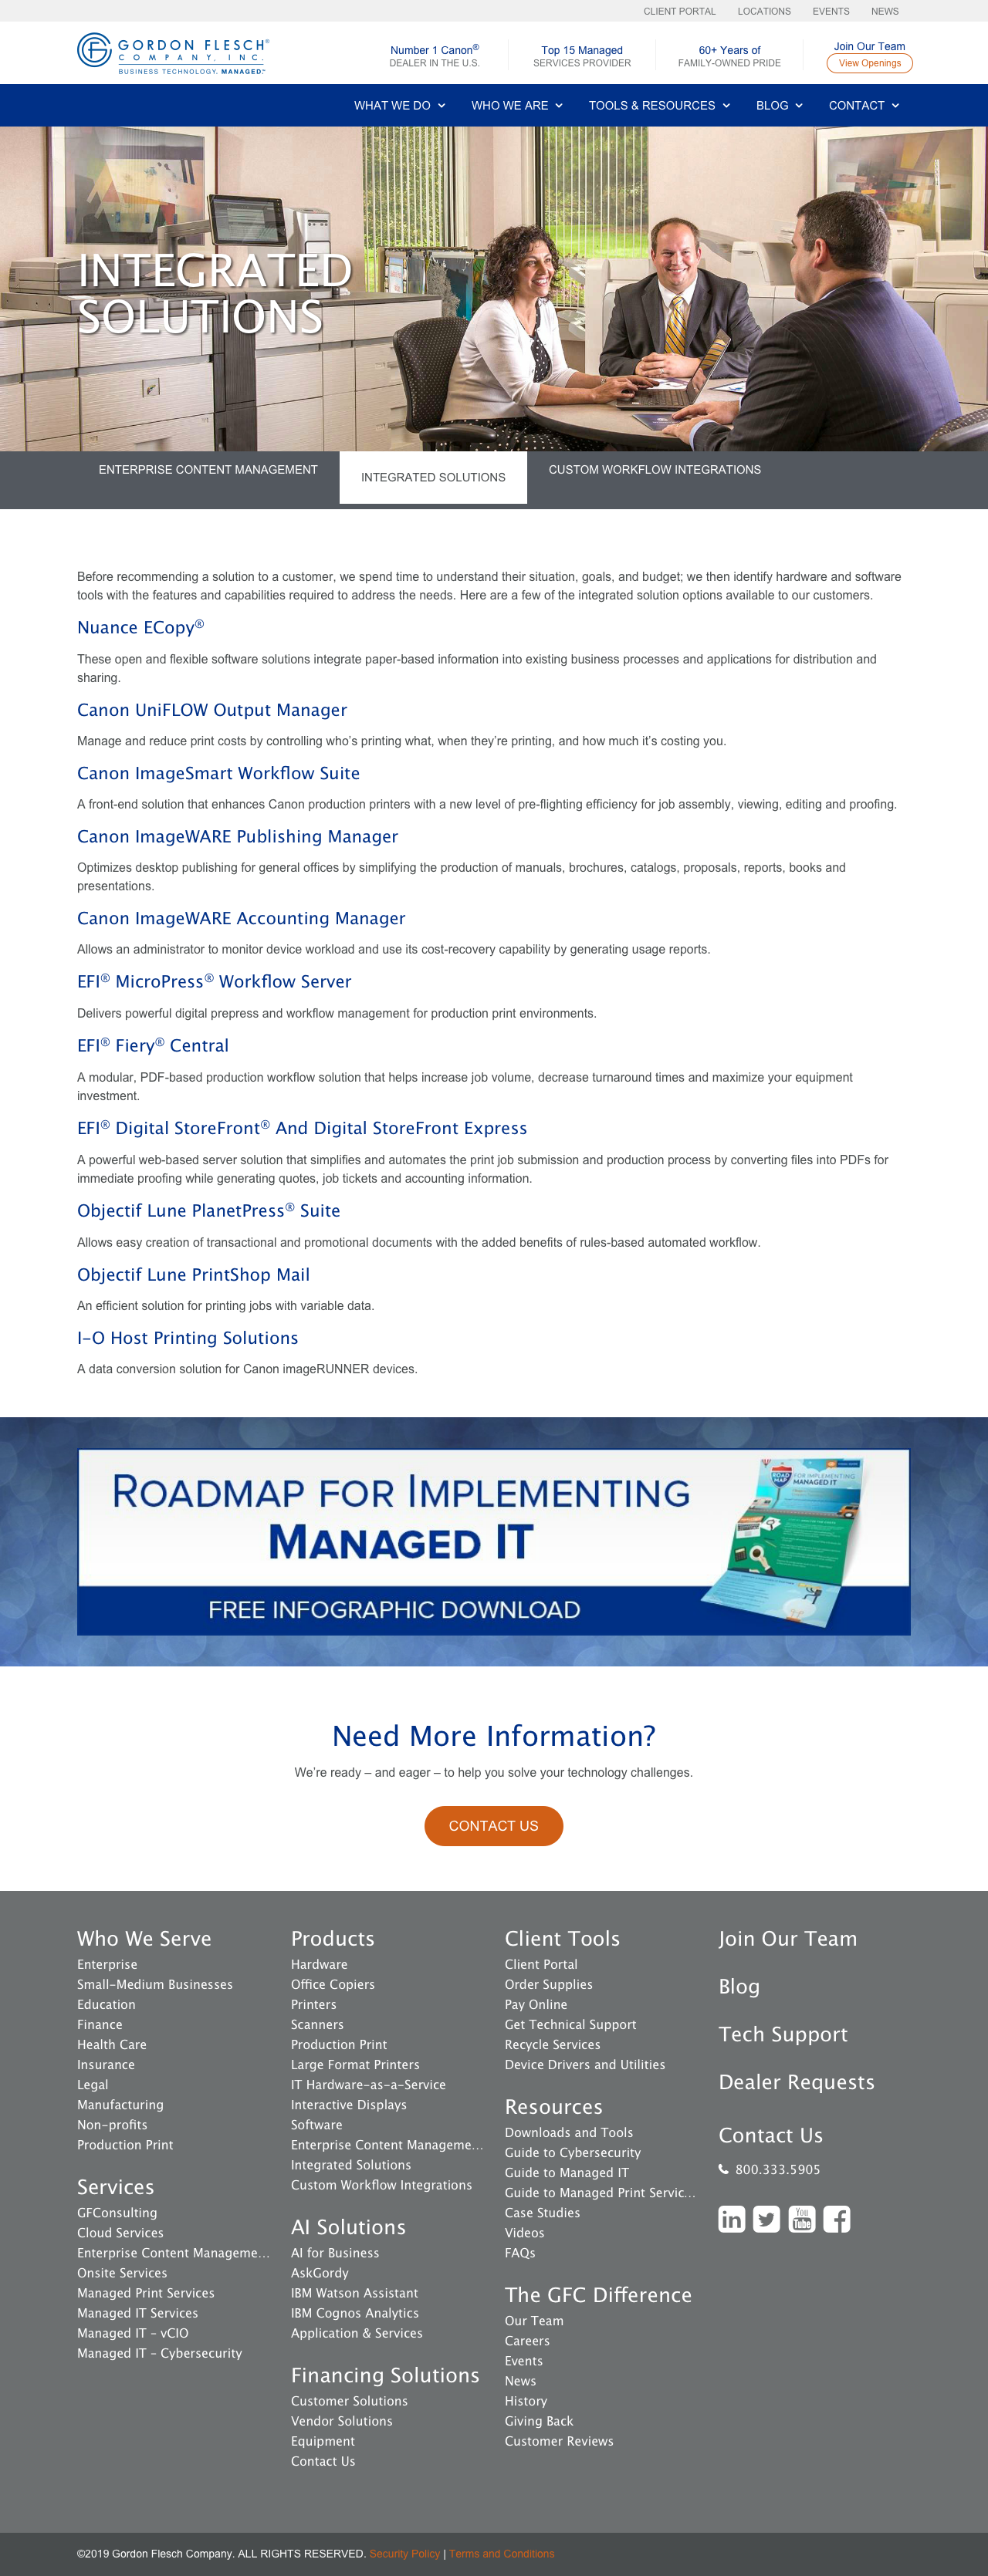 CLIENT PORTAL LOCATIONS EVENTS NEWS
GORDON FLESCH®
COMPANY, INC.
BUSINESS TECHNOLOGY. MANAGED.™
Number 1 Canon®
DEALER IN THE U.S.
Top 15 Managed
SERVICES PROVIDER
60+ Years of
FAMILY-OWNED PRIDE
Join Our Team
View Openings
WHAT WE DO WHO WE ARE TOOLS & RESOURCES BLOG CONTACT
INTEGRATED
SOLUTIONS
ENTERPRISE CONTENT MANAGEMENT INTEGRATED SOLUTIONS CUSTOM WORKFLOW INTEGRATIONS
Before recommending a solution to a customer, we spend time to understand their situation, goals, and budget; we then identify hardware and software
tools with the features and capabilities required to address the needs. Here are a few of the integrated solution options available to our customers.
Nuance ECopy®
These open and flexible software solutions integrate paper-based information into existing business processes and applications for distribution and
sharing.
Canon UniFLOW Output Manager
Manage and reduce print costs by controlling who's printing what, when they're printing, and how much it's costing you.
Canon ImageSmart Workflow Suite
A front-end solution that enhances Canon production printers with a new level of pre-flighting efficiency for job assembly, viewing, editing and proofing.
Canon ImageWARE Publishing Manager
Optimizes desktop publishing for general offices by simplifying the production of manuals, brochures, catalogs, proposals, reports, books and
presentations.
Canon ImageWARE Accounting Manager
Allows an administrator to monitor device workload and use its cost-recovery capability by generating usage reports.
EFI® MicroPress® Workflow Server
Delivers powerful digital prepress and workflow management for production print environments.
EFI® Fiery® Central
A modular, PDF-based production workflow solution that helps increase job volume, decrease turnaround times and maximize your equipment
investment.
EFI® Digital StoreFront® And Digital StoreFront Express
A powerful web-based server solution that simplifies and automates the print job submission and production process by converting files into PDFs for
immediate proofing while generating quotes, job tickets and accounting information.
Objectif Lune PlanetPress® Suite
Allows easy creation of transactional and promotional documents with the added benefits of rules-based automated workflow.
Objectif Lune PrintShop Mail
An efficient solution for printing jobs with variable data.
I-O Host Printing Solutions
A data conversion solution for Canon imageRUNNER devices.
ROADMAP FOR IMPLEMENTING
MANAGED IT
FREE INFOGRAPHIC DOWNLOAD
ROAD MAP FOR IMPLEMENTING
MANAGED IT
Need More Information?
We're ready – and eager – to help you solve your technology challenges.
CONTACT US
Who We Serve
Enterprise
Small-Medium Businesses
Education
Finance
Health Care
Insurance
Legal
Manufacturing
Non-profits
Production Print
Services
GFConsulting
Cloud Services
Enterprise Content Manageme...
Onsite Services
Managed Print Services
Managed IT Services
Managed IT - vCIO
Managed IT - Cybersecurity
Products
Hardware
Office Copiers
Printers
Scanners
Production Print
Large Format Printers
IT Hardware-as-a-Service
Interactive Displays
Software
Enterprise Content Manageme...
Integrated Solutions
Custom Workflow Integrations
AI Solutions
AI for Business
AskGordy
IBM Watson Assistant
IBM Cognos Analytics
Application & Services
Financing Solutions
Customer Solutions
Vendor Solutions
Equipment
Contact Us
Client Tools
Client Portal
Order Supplies
Pay Online
Get Technical Support
Recycle Services
Device Drivers and Utilities
Resources
Downloads and Tools
Guide to Cybersecurity
Guide to Managed IT
Guide to Managed Print Servic...
Case Studies
Videos
FAQs
The GFC Difference
Our Team
Careers
Events
News
History
Giving Back
Customer Reviews
Join Our Team
Blog
Tech Support
Dealer Requests
Contact Us
800.333.5905
in You Tube
©2019 Gordon Flesch Company. ALL RIGHTS RESERVED. Security Policy | Terms and Conditions